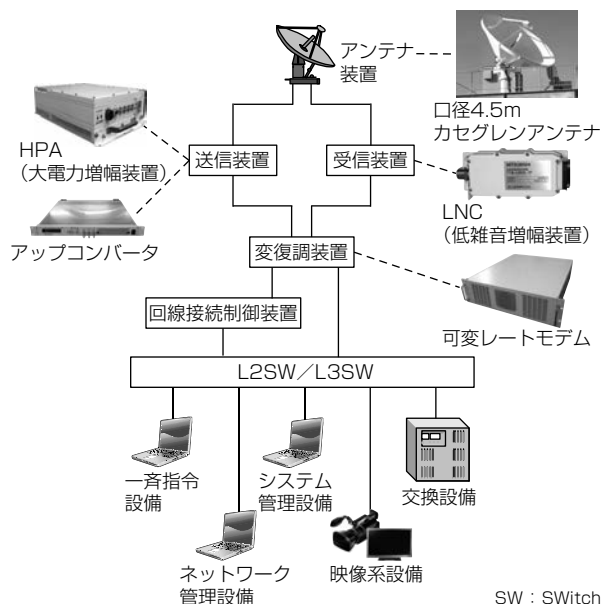 アンテナ
装置
口径4.5m
カセグレンアンテナ
HPA
（大電力増幅装置）
送信装置
受信装置
アップコンバータ
LNC
（低雑音増幅装置）
変復調装置
回線接続制御装置
可変レートモデム
L2SW／L3SW
一斉指令
設備
システム
管理設備
交換設備
ネットワーク
管理設備
映像系設備
SW：SWitch